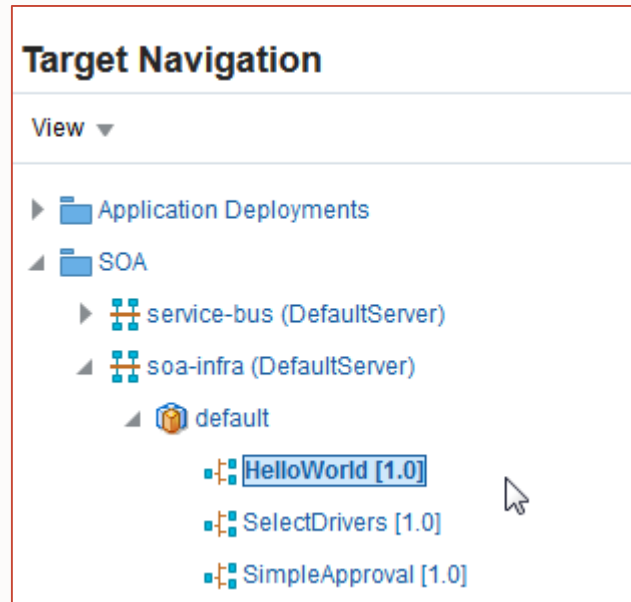 Target Navigation
View
Application Deployments
SOA
service-bus (DefaultServer)
soa-infra (DefaultServer)
default
HelloWorld [1.0]
SelectDrivers [1.0]
SimpleApproval [1.0]